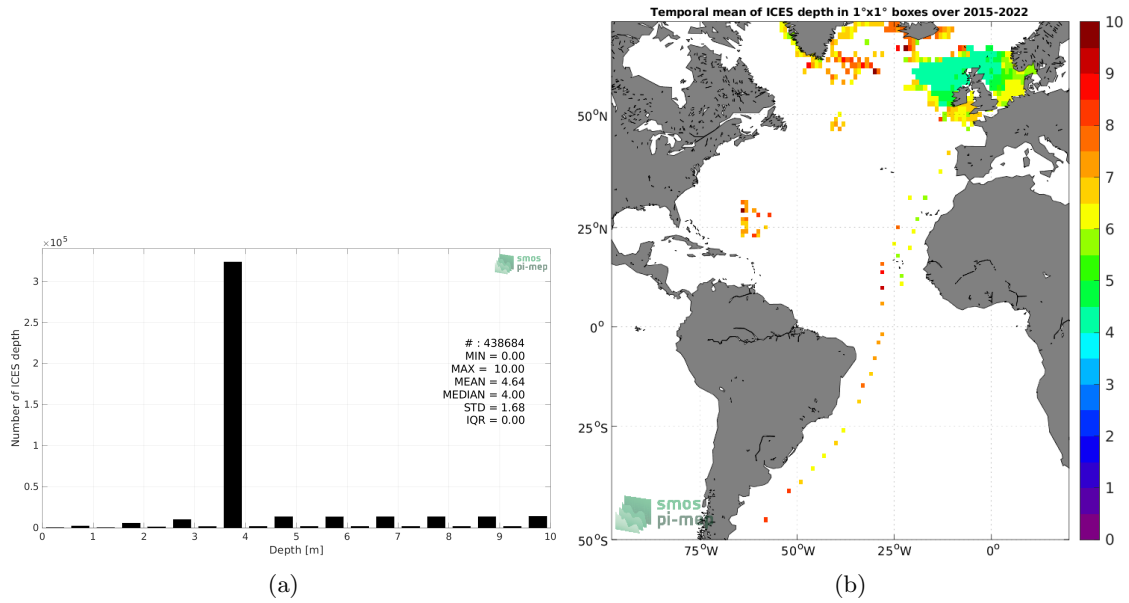 ×10⁵
smos
pi-mep
3
2.5
2
1.5
1
0.5
0
Number of ICES depth
# : 438684
MIN = 0.00
MAX = 10.00
MEAN = 4.64
MEDIAN = 4.00
STD = 1.68
IQR = 0.00
0 1 2 3 4 5 6 7 8 9 10
Depth [m]
(a)
Temporal mean of ICES depth in 1°x1° boxes over 2015-2022
50°N
25°N
0°
25°S
50°S
75°W 50°W 25°W 0°
smos
pi-mep
10
9
8
7
6
5
4
3
2
1
0
(b)